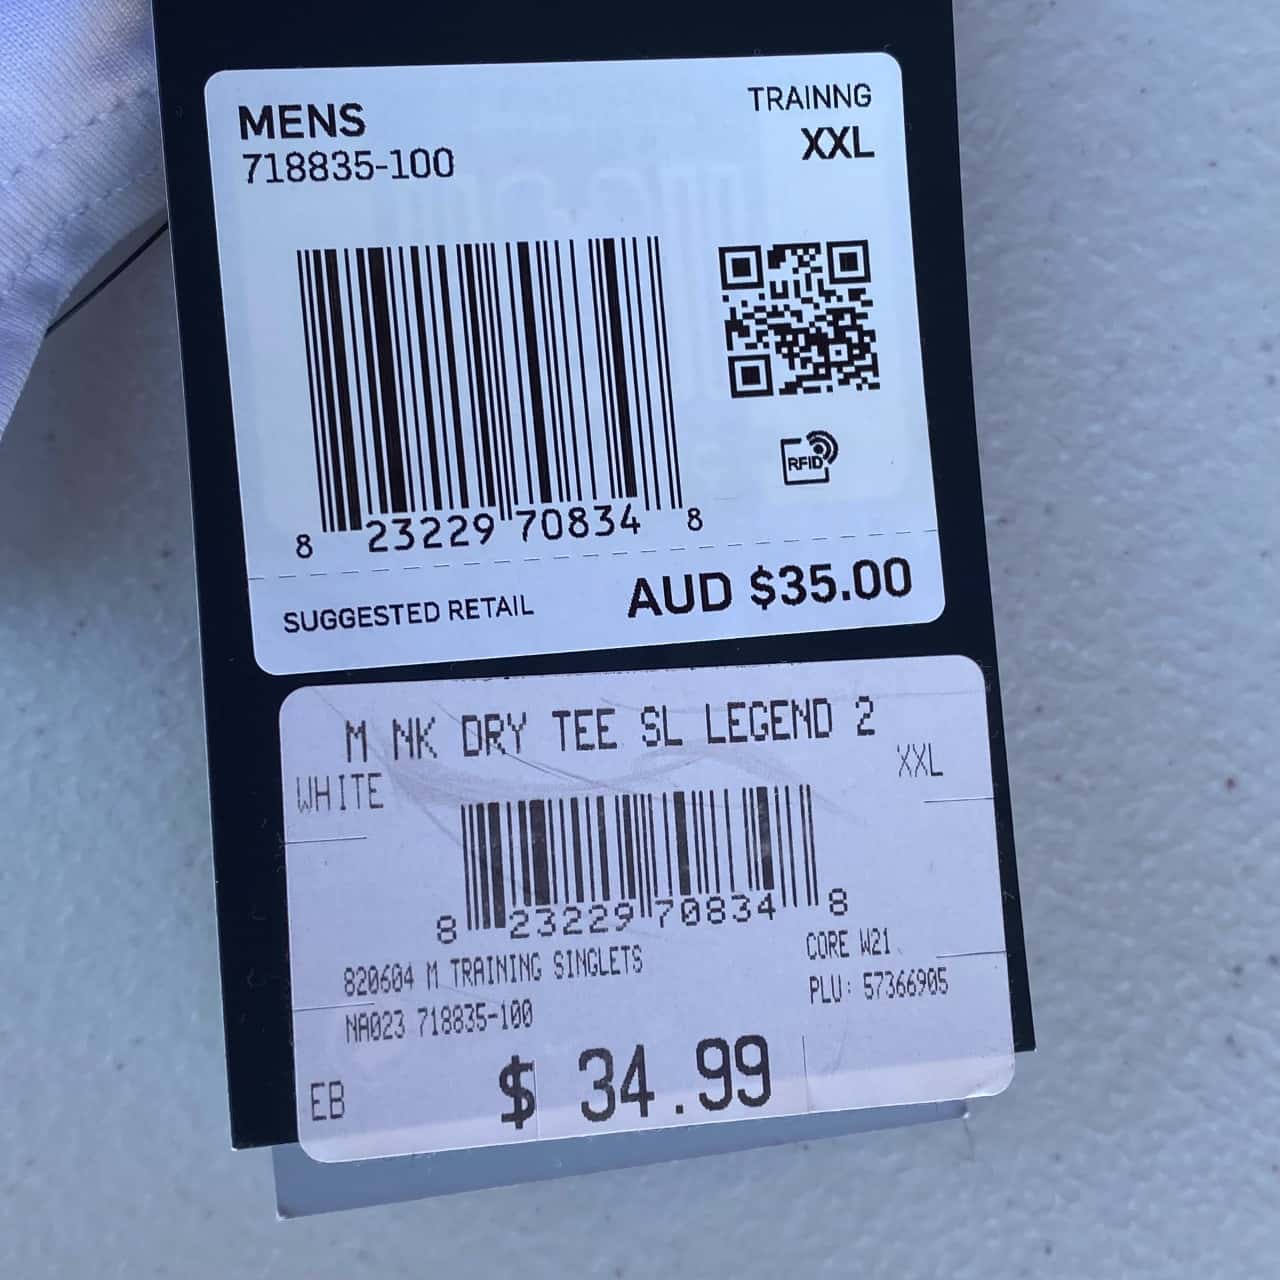 MENS
TRAINNG
718835-100
XXL
RFID
8 23229 70834 8
SUGGESTED RETAIL
AUD $35.00
M NK DRY TEE SL LEGEND 2
WHITE
XXL
8 23229 70834 8
820604 M TRAINING SINGLETS
CORE W21
NA023 718835-100
PLU: 57366905
EB
$ 34.99